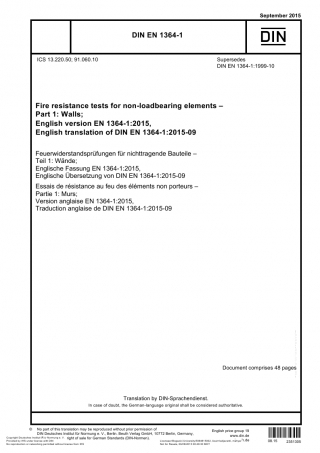 September 2015
DIN EN 1364-1
DIN
ICS 13.220.50; 91.060.10
Supersedes
DIN EN 1364-1:1999-10
Fire resistance tests for non-loadbearing elements –
Part 1: Walls;
English version EN 1364-1:2015,
English translation of DIN EN 1364-1:2015-09
Feuerwiderstandsprüfungen für nichttragende Bauteile –
Teil 1: Wände;
Englische Fassung EN 1364-1:2015,
Englische Übersetzung von DIN EN 1364-1:2015-09
Essais de résistance au feu des éléments non porteurs –
Partie 1: Murs;
Version anglaise EN 1364-1:2015,
Traduction anglaise de DIN EN 1364-1:2015-09
Document comprises 48 pages
Translation by DIN-Sprachendienst.
In case of doubt, the German-language original shall be considered authoritative.
No part of this translation may be reproduced without prior permission of
DIN Deutsches Institut für Normung e. V., Berlin. Beuth Verlag GmbH, 10772 Berlin, Germany,
right of sale for German Standards (DIN-Normen).
English price group 19
www.din.de